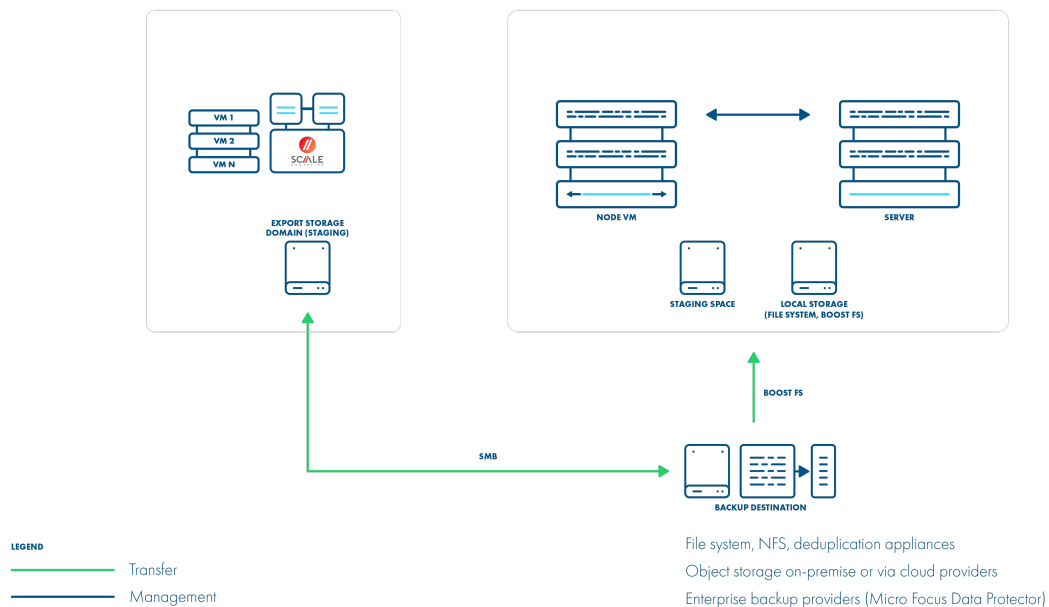 VM 1
VM 2
VM N
SCALE
COMPUTING
EXPORT STORAGE
DOMAIN (STAGING)
NODE VM
SERVER
STAGING SPACE
LOCAL STORAGE
(FILE SYSTEM, BOOST FS)
BOOST FS
SMB
BACKUP DESTINATION
LEGEND
Transfer
Management
File system, NFS, deduplication appliances
Object storage on-premise or via cloud providers
Enterprise backup providers (Micro Focus Data Protector)